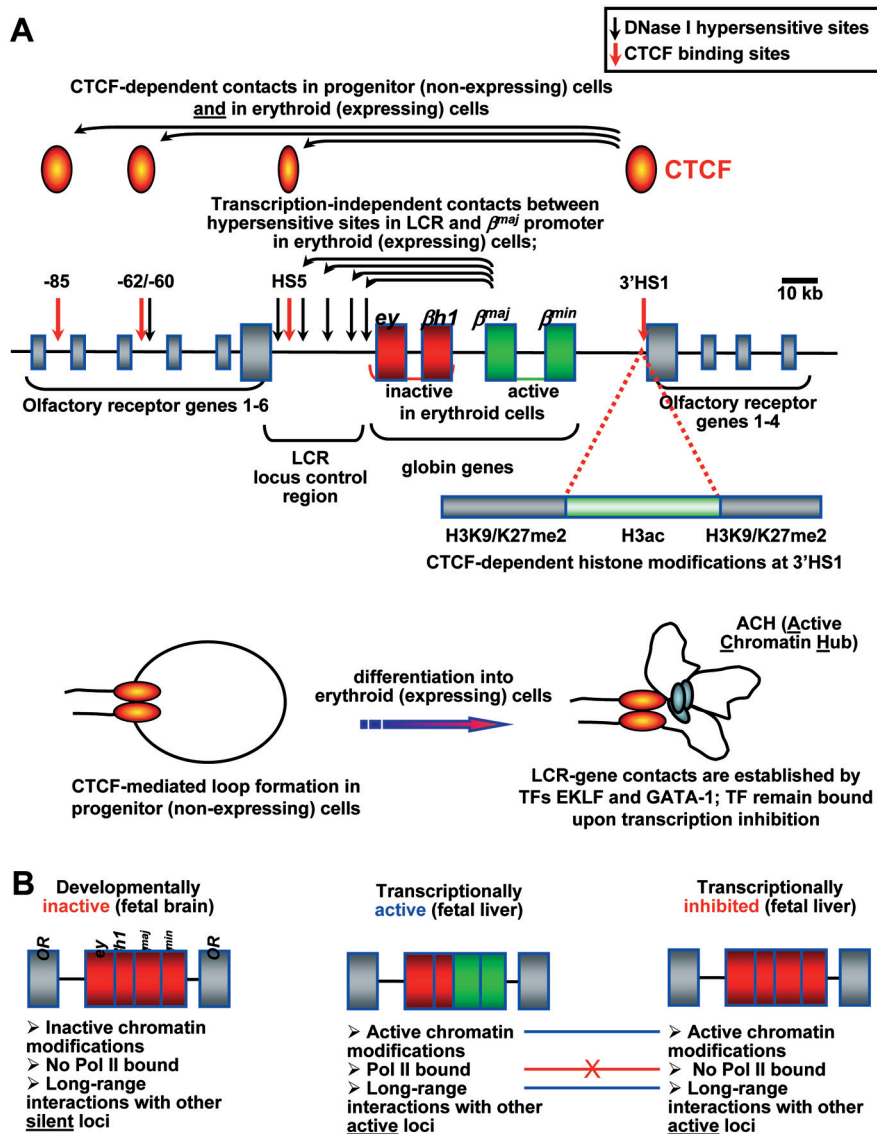 A
DNase I hypersensitive sites
CTCF binding sites
CTCF-dependent contacts in progenitor (non-expressing) cells
and in erythroid (expressing) cells
CTCF
Transcription-independent contacts between
hypersensitive sites in LCR and βmaj promoter
in erythroid (expressing) cells;
-85
-62/-60
HS5
3'HS1
10 kb
ey
βh1
βmaj
βmin
inactive
active
in erythroid cells
Olfactory receptor genes 1-6
Olfactory receptor
genes 1-4
LCR
locus control
region
globin genes
H3K9/K27me2
H3ac
H3K9/K27me2
CTCF-dependent histone modifications at 3'HS1
ACH (Active
Chromatin Hub)
differentiation into
erythroid (expressing) cells
CTCF-mediated loop formation in
progenitor (non-expressing) cells
LCR-gene contacts are established by
TFs EKLF and GATA-1; TF remain bound
upon transcription inhibition
B
Developmentally
inactive (fetal brain)
OR
ey
h1
maj
min
OR
➢ Inactive chromatin
modifications
➢ No Pol II bound
➢ Long-range
interactions with other
silent loci
Transcriptionally
active (fetal liver)
➢ Active chromatin
modifications
➢ Pol II bound
➢ Long-range
interactions with other
active loci
X
Transcriptionally
inhibited (fetal liver)
➢ Active chromatin
modifications
➢ No Pol II bound
➢ Long-range
interactions with other
active loci